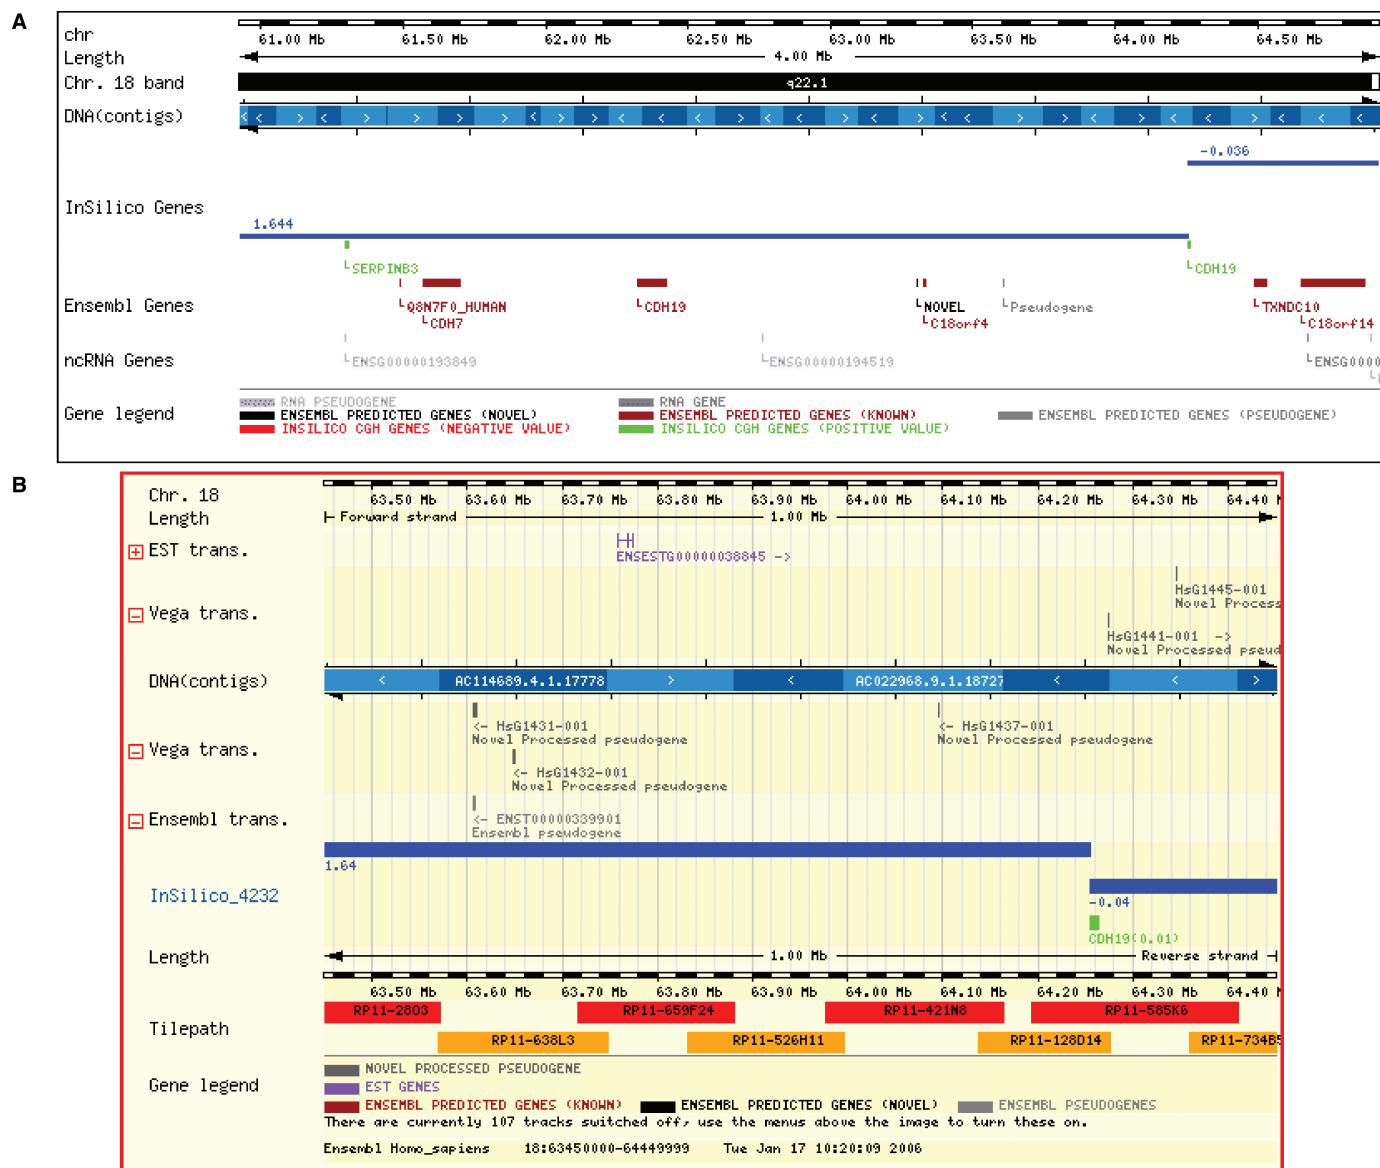 A
chr
61.00 Mb 61.50 Mb 62.00 Mb 62.50 Mb 63.00 Mb 63.50 Mb 64.00 Mb 64.50 Mb
Length 4.00 Mb
Chr. 18 band q22.1
DNA(contigs)
-0.036
InSilico Genes
1.644
SERPINB3 CDH19
Ensembl Genes Q8N7F0_HUMAN CDH19 NOVEL Pseudogene TXNDC10
CDH7 C18orf4 C18orf14
ncRNA Genes ENSG00000193849 ENSG00000194519 ENSG0000
Gene legend
RNA PSEUDOGENE RNA GENE
ENSEMBL PREDICTED GENES (NOVEL) ENSEMBL PREDICTED GENES (KNOWN) ENSEMBL PREDICTED GENES (PSEUDOGENE)
INSILICO CGH GENES (NEGATIVE VALUE) INSILICO CGH GENES (POSITIVE VALUE)
B
Chr. 18
63.50 Mb 63.60 Mb 63.70 Mb 63.80 Mb 63.90 Mb 64.00 Mb 64.10 Mb 64.20 Mb 64.30 Mb 64.40 M
Length Forward strand 1.00 Mb
EST trans.
ENSESTG00000038845 ->
HsG1445-001
Novel Process
Vega trans.
HsG1441-001 ->
Novel Processed pseud
DNA(contigs) AC114689.4.1.17778 AC022968.9.1.18727
<- HsG1431-001 <- HsG1437-001
Novel Processed pseudogene Novel Processed pseudogene
Vega trans.
<- HsG1432-001
Novel Processed pseudogene
Ensembl trans.
<- ENST00000339901
Ensembl pseudogene
1.64
InSilico_4232
-0.04
CDH19(0.01)
Length 1.00 Mb Reverse strand
63.50 Mb 63.60 Mb 63.70 Mb 63.80 Mb 63.90 Mb 64.00 Mb 64.10 Mb 64.20 Mb 64.30 Mb 64.40 M
RP11-28O3 RP11-659F24 RP11-421N8 RP11-585K6
Tilepath
RP11-638L3 RP11-526H11 RP11-128D14 RP11-734B5
Gene legend
NOVEL PROCESSED PSEUDOGENE
EST GENES
ENSEMBL PREDICTED GENES (KNOWN) ENSEMBL PREDICTED GENES (NOVEL) ENSEMBL PSEUDOGENES
There are currently 107 tracks switched off, use the menus above the image to turn these on.
Ensembl Homo_sapiens 18:63450000-64449999 Tue Jan 17 10:20:09 2006